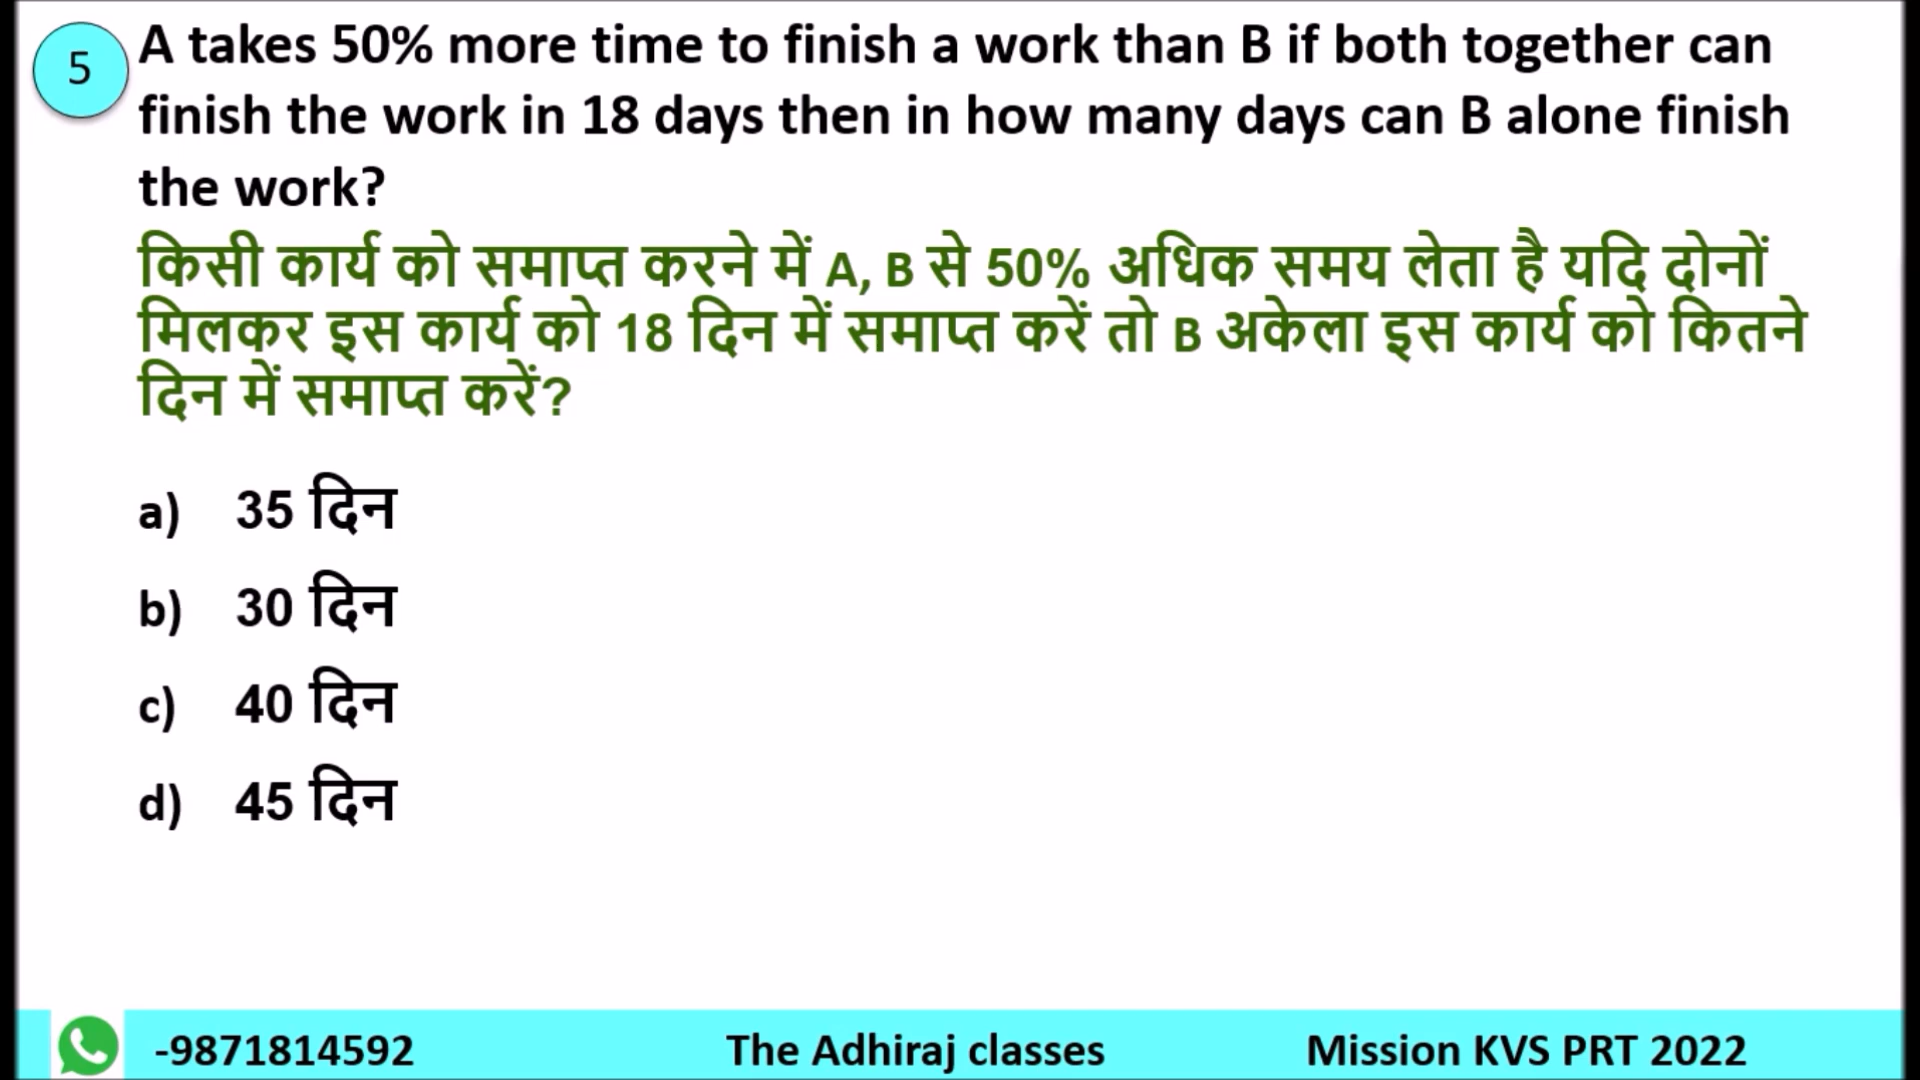 5
A takes 50% more time to finish a work than B if both together can
finish the work in 18 days then in how many days can B alone finish
the work?
किसी कार्य को समाप्त करने में A, B से 50% अधिक समय लेता है यदि दोनों
मिलकर इस कार्य को 18 दिन में समाप्त करें तो B अकेला इस कार्य को कितने
दिन में समाप्त करें?
a) 35 दिन
b) 30 दिन
c) 40 दिन
d) 45 दिन
-9871814592 The Adhiraj classes Mission KVS PRT 2022